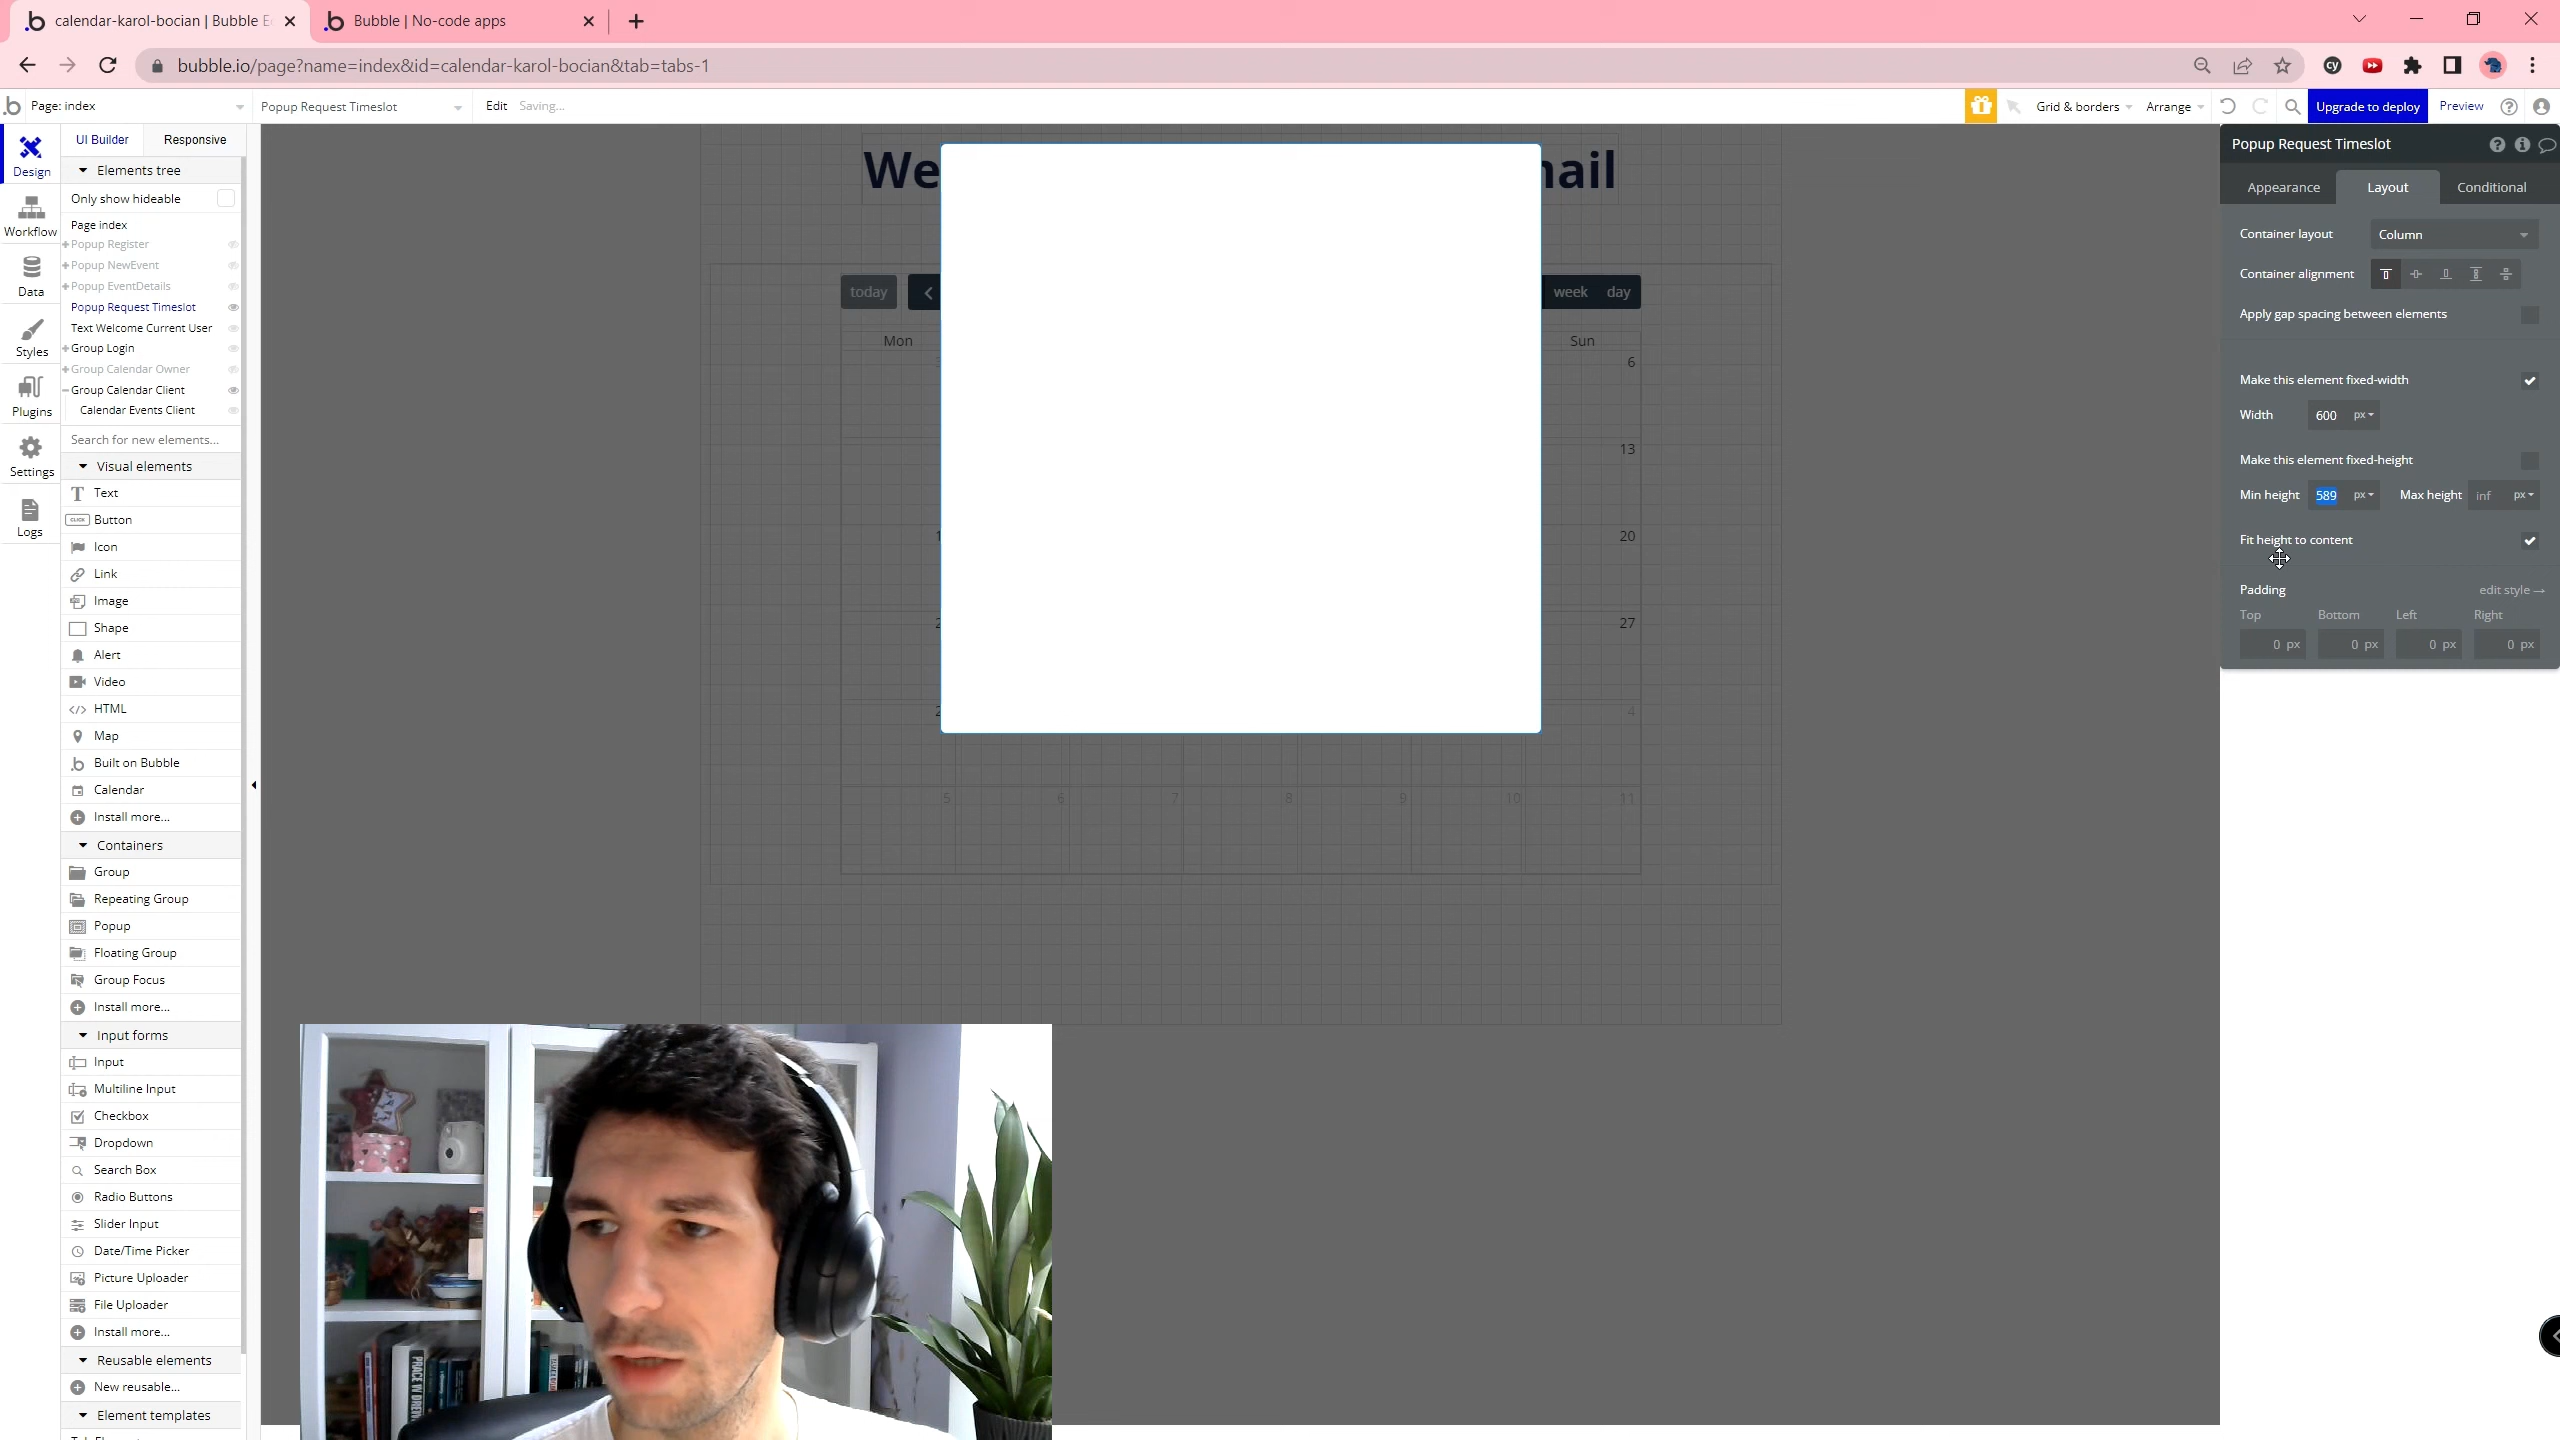 calendar-karol-bocian | Bubble E
Bubble | No-code apps
bubble.io/page?name=index&id=calendar-karol-bocian&tab=tabs-1
Page: index
Popup Request Timeslot
Edit
Saving...
Grid & borders
Arrange
Upgrade to deploy
Preview
Design
Workflow
Data
Styles
Plugins
Settings
Logs
UI Builder
Responsive
Elements tree
Only show hideable
Page index
Popup Register
Popup NewEvent
Popup EventDetails
Popup Request Timeslot
Text Welcome Current User
Group Login
Group Calendar Owner
Group Calendar Client
Calendar Events Client
Search for new elements...
Visual elements
Text
Button
Icon
Link
Image
Shape
Alert
Video
HTML
Map
Built on Bubble
Calendar
Install more...
Containers
Group
Repeating Group
Popup
Floating Group
Group Focus
Install more...
Input forms
Input
Multiline Input
Checkbox
Dropdown
Search Box
Radio Buttons
Slider Input
Date/Time Picker
Picture Uploader
File Uploader
Install more...
Reusable elements
New reusable...
Element templates
We
ail
today
week day
Mon
Sun
6
13
20
27
4
5 6 7 8 9 10 11
Popup Request Timeslot
Appearance
Layout
Conditional
Container layout
Column
Container alignment
Apply gap spacing between elements
Make this element fixed-width
Width 600 px
Make this element fixed-height
Min height 589 px Max height inf px
Fit height to content
Padding edit style →
Top Bottom Left Right
0 px 0 px 0 px 0 px
PRACE W DREWNIE